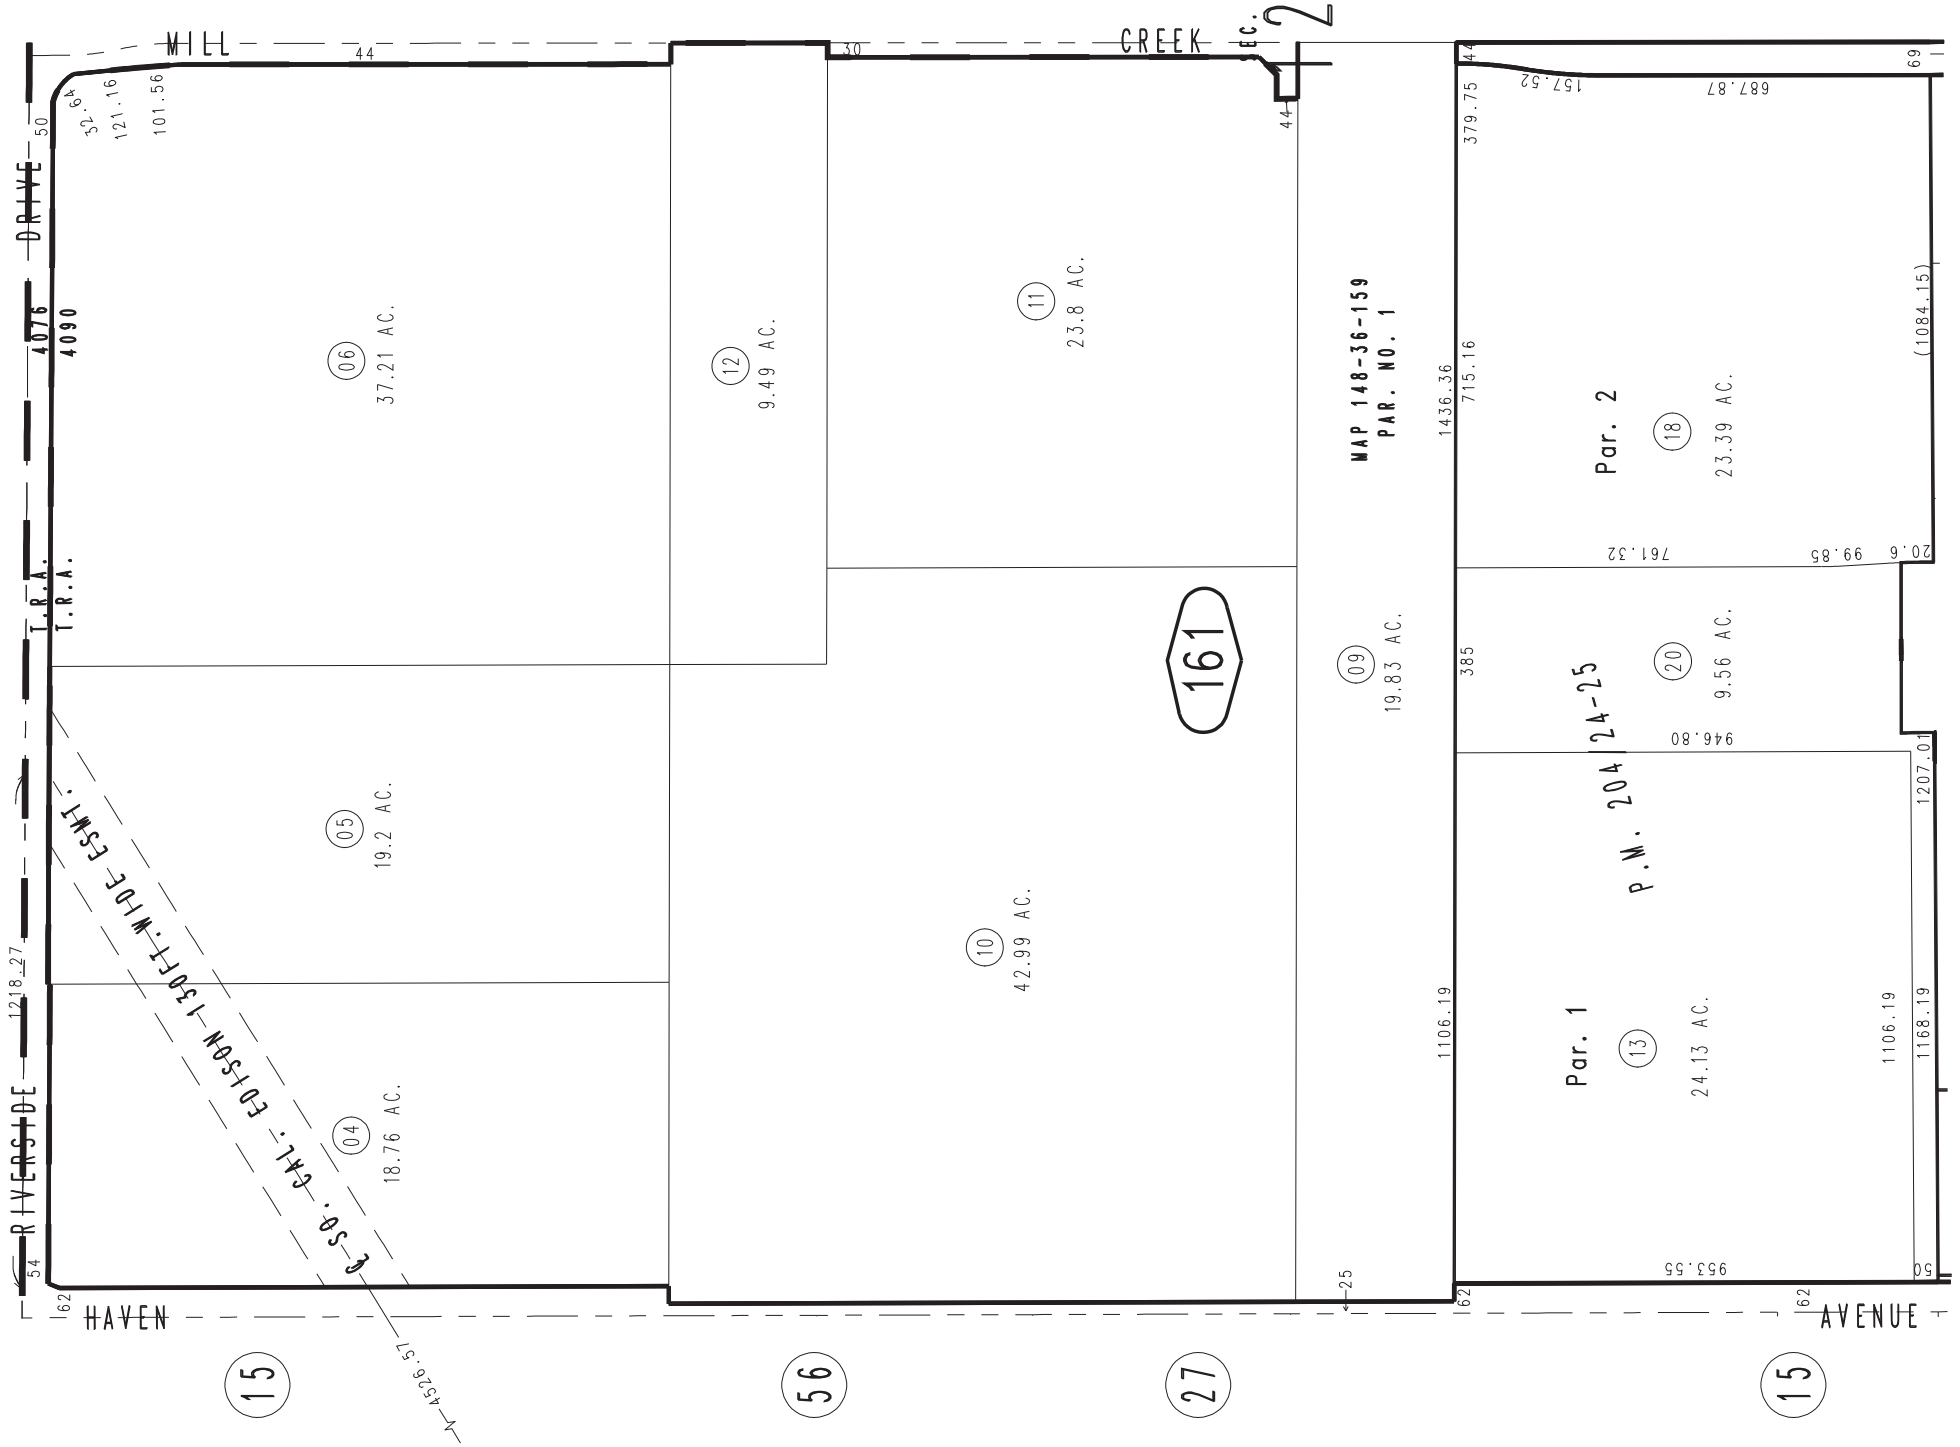 MILL
CREEK
SEC.
2
44
30
44
44
69
50
32.64
121.16
101.56
DRIVE
4076
4090
T.R.A.
T.R.A.
06
37.21 AC.
12
9.49 AC.
11
23.8 AC.
MAP 148-36-159
PAR. NO. 1
379.75
157.52
687.87
1436.36
715.16
Par. 2
18
23.39 AC.
(1084.15)
761.32
99.85
20.6
161
09
19.83 AC.
385
20
9.56 AC.
946.80
1207.01
P.M. 204/24-25
05
19.2 AC.
1218.27
RIVERSIDE
℄ SO. CAL. EDISON 130FT. WIDE ESMT.
04
18.76 AC.
10
42.99 AC.
1106.19
Par. 1
13
24.13 AC.
1106.19
1168.19
953.55
50
54
62
HAVEN
25
62
62
AVENUE
4526.57
15
56
27
15